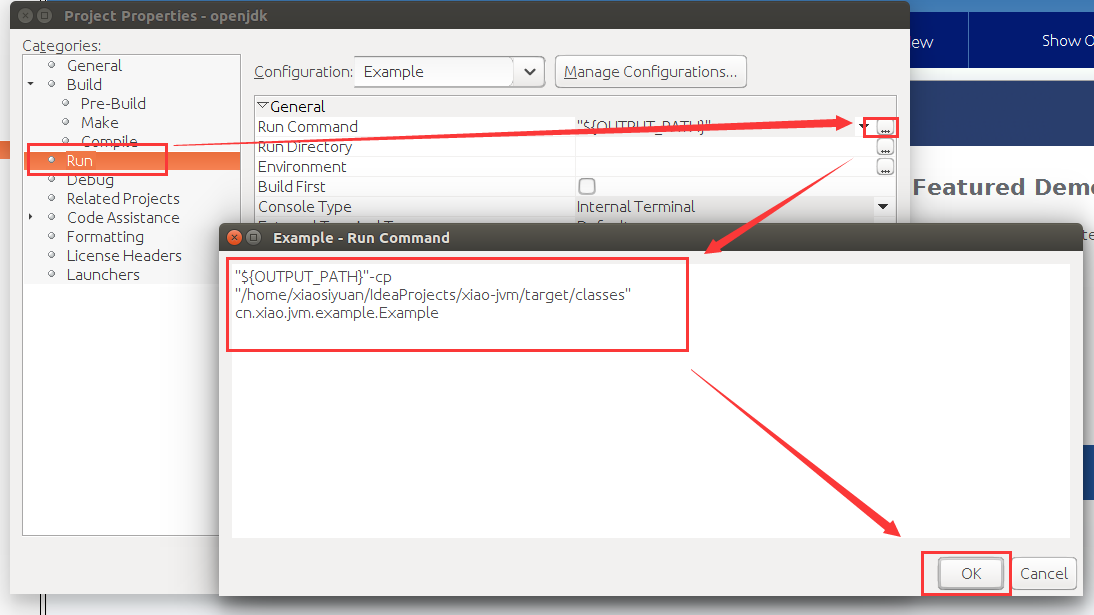 Project Properties - openjdk
Categories:
General
Build
Pre-Build
Make
Compile
Run
Debug
Related Projects
Code Assistance
Formatting
License Headers
Launchers
Configuration: Example Manage Configurations...
General
Run Command "${OUTPUT_PATH}" ...
Run Directory ...
Environment ...
Build First
Console Type Internal Terminal
ew
Show O
Featured Demo
Example - Run Command
"${OUTPUT_PATH}"-cp
"/home/xiaosiyuan/IdeaProjects/xiao-jvm/target/classes"
cn.xiao.jvm.example.Example
OK Cancel